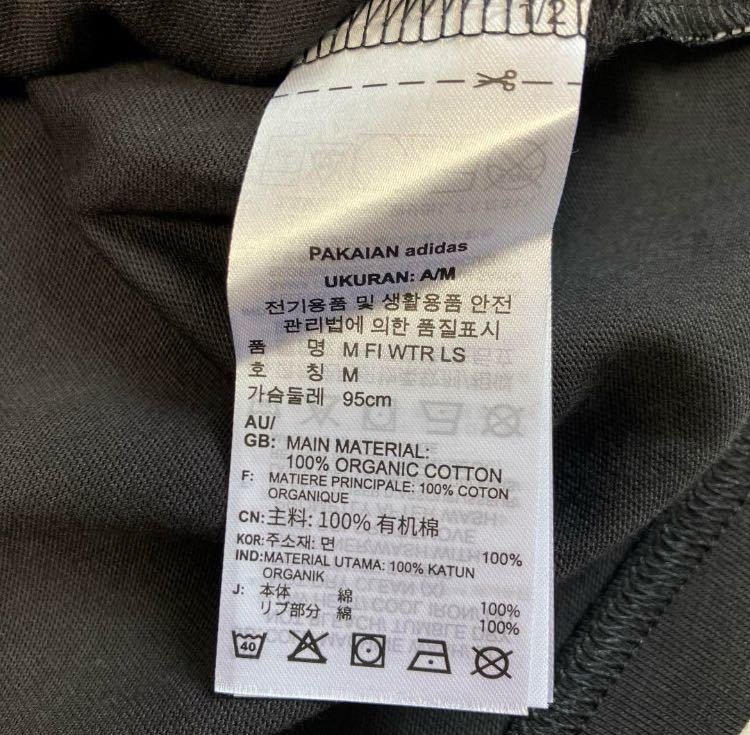 1/2
PAKAIAN adidas
UKURAN: A/M
전기용품 및 생활용품 안전
관리법에 의한 품질표시
품 명 M FI WTR LS
호 칭 M
가슴둘레 95cm
AU/
GB: MAIN MATERIAL:
100% ORGANIC COTTON
F: MATIERE PRINCIPALE: 100% COTON
ORGANIQUE
CN:主料: 100% 有机棉
KOR:주소재: 면 100%
IND:MATERIAL UTAMA: 100% KATUN
ORGANIK
J: 本体 綿 100%
リブ部分 綿 100%
40